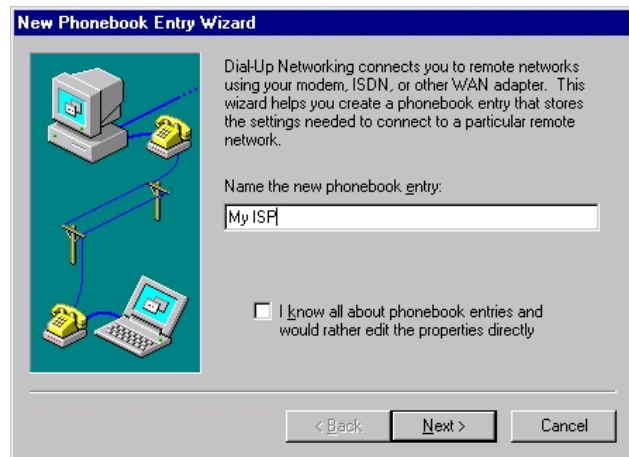 New Phonebook Entry Wizard
Dial-Up Networking connects you to remote networks
using your modem, ISDN, or other WAN adapter. This
wizard helps you create a phonebook entry that stores
the settings needed to connect to a particular remote
network.
Name the new phonebook entry:
My ISP
I know all about phonebook entries and
would rather edit the properties directly
< Back
Next >
Cancel